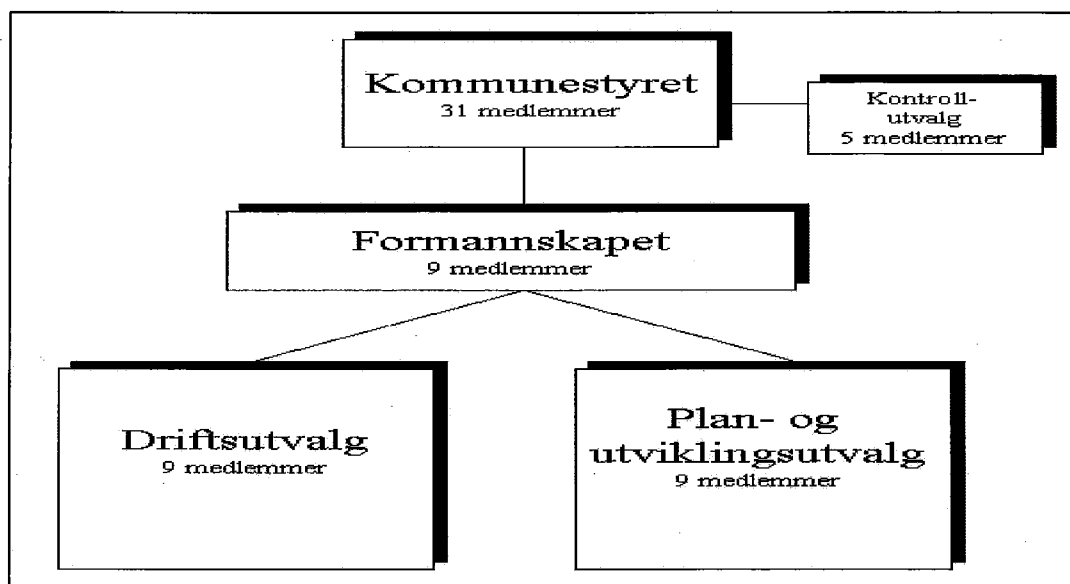 Kommunestyret
31 medlemmer
Kontroll-
utvalg
5 medlemmer
Formannskapet
9 medlemmer
Driftsutvalg
9 medlemmer
Plan- og
utviklingsutvalg
9 medlemmer